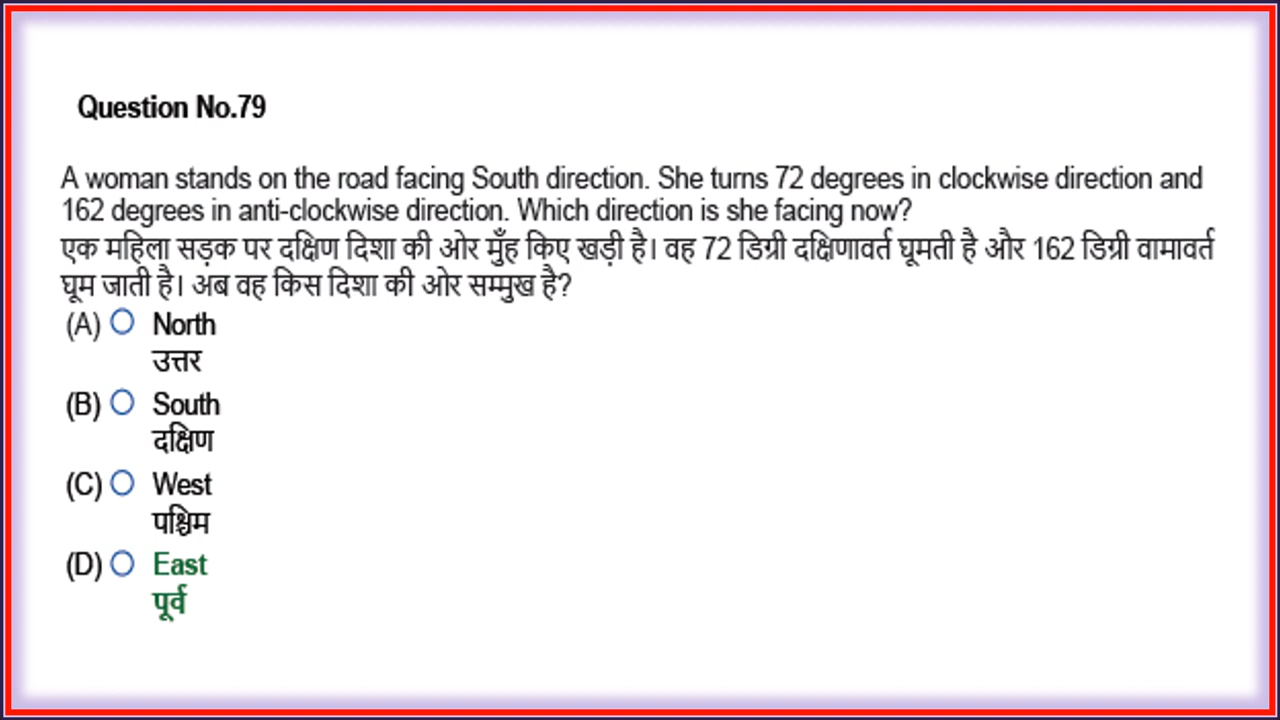 Question No.79
A woman stands on the road facing South direction. She turns 72 degrees in clockwise direction and
162 degrees in anti-clockwise direction. Which direction is she facing now?
एक महिला सड़क पर दक्षिण दिशा की ओर मुँह किए खड़ी है। वह 72 डिग्री दक्षिणावर्त घूमती है और 162 डिग्री वामावर्त
घूम जाती है। अब वह किस दिशा की ओर सम्मुख है?
(A) North
उत्तर
(B) South
दक्षिण
(C) West
पश्चिम
(D) East
पूर्व